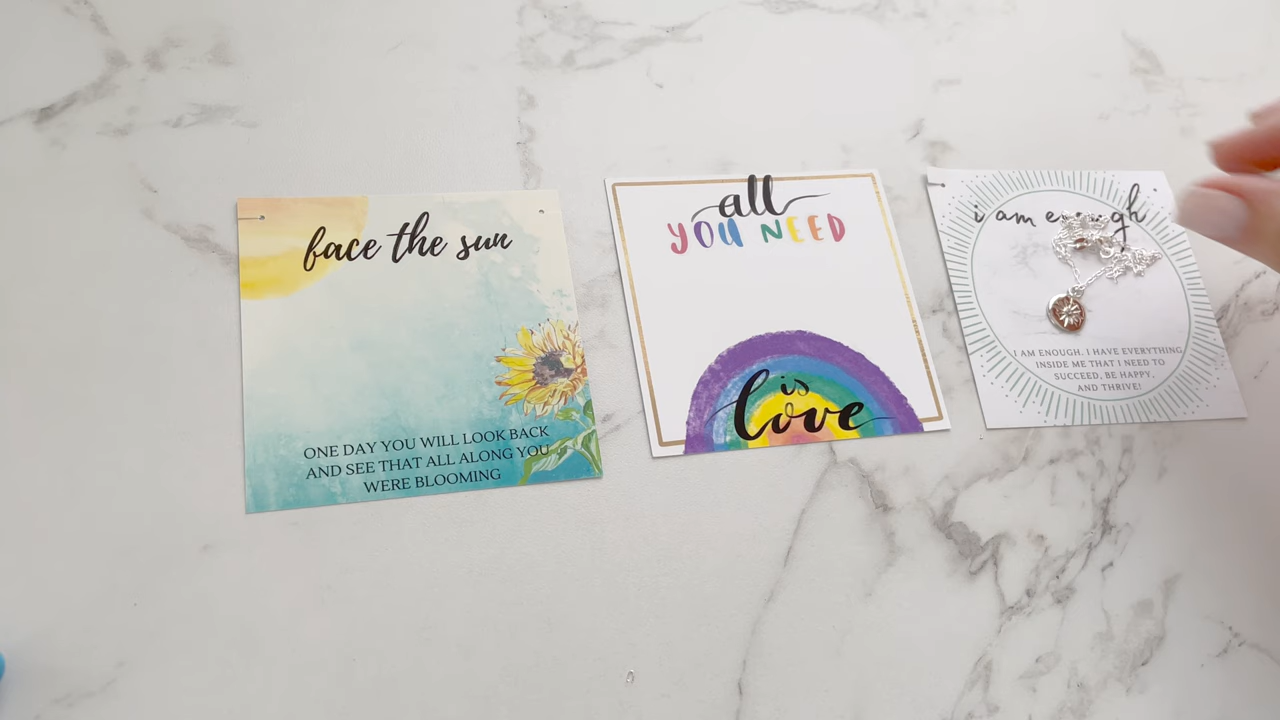 face the sun
ONE DAY YOU WILL LOOK BACK
AND SEE THAT ALL ALONG YOU
WERE BLOOMING
all
YOU NEED
is
love
i am enough
I AM ENOUGH. I HAVE EVERYTHING
INSIDE ME THAT I NEED TO
SUCCEED, BE HAPPY,
AND THRIVE!